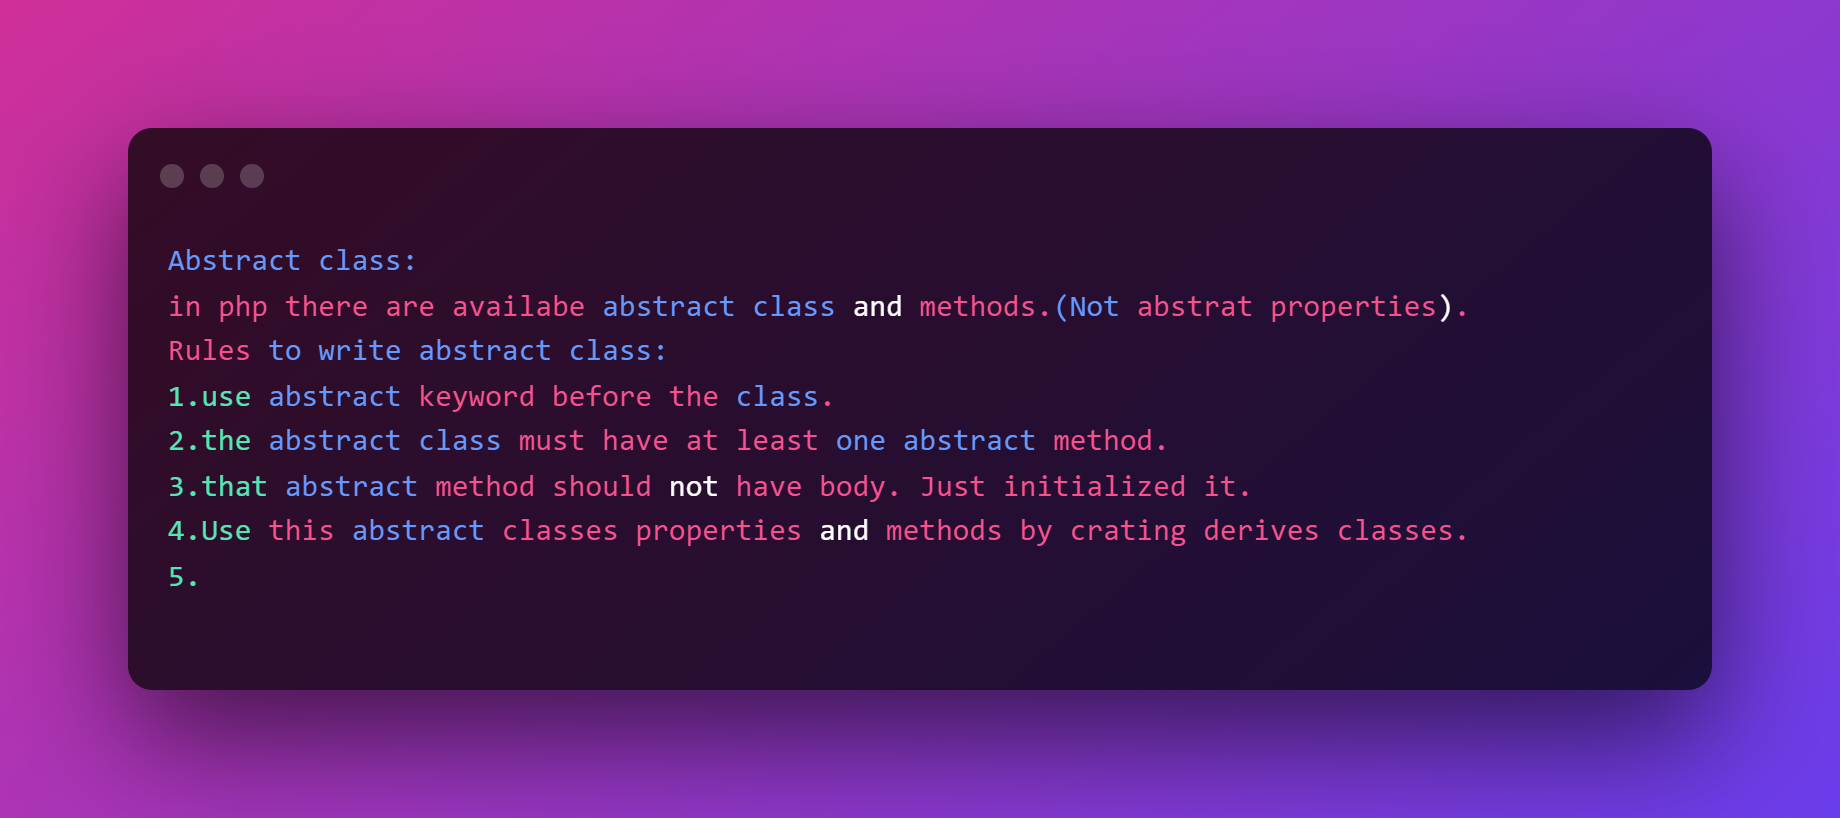 Abstract class:
in php there are availabe abstract class and methods.(Not abstrat properties).
Rules to write abstract class:
1.use abstract keyword before the class.
2.the abstract class must have at least one abstract method.
3.that abstract method should not have body. Just initialized it.
4.Use this abstract classes properties and methods by crating derives classes.
5.